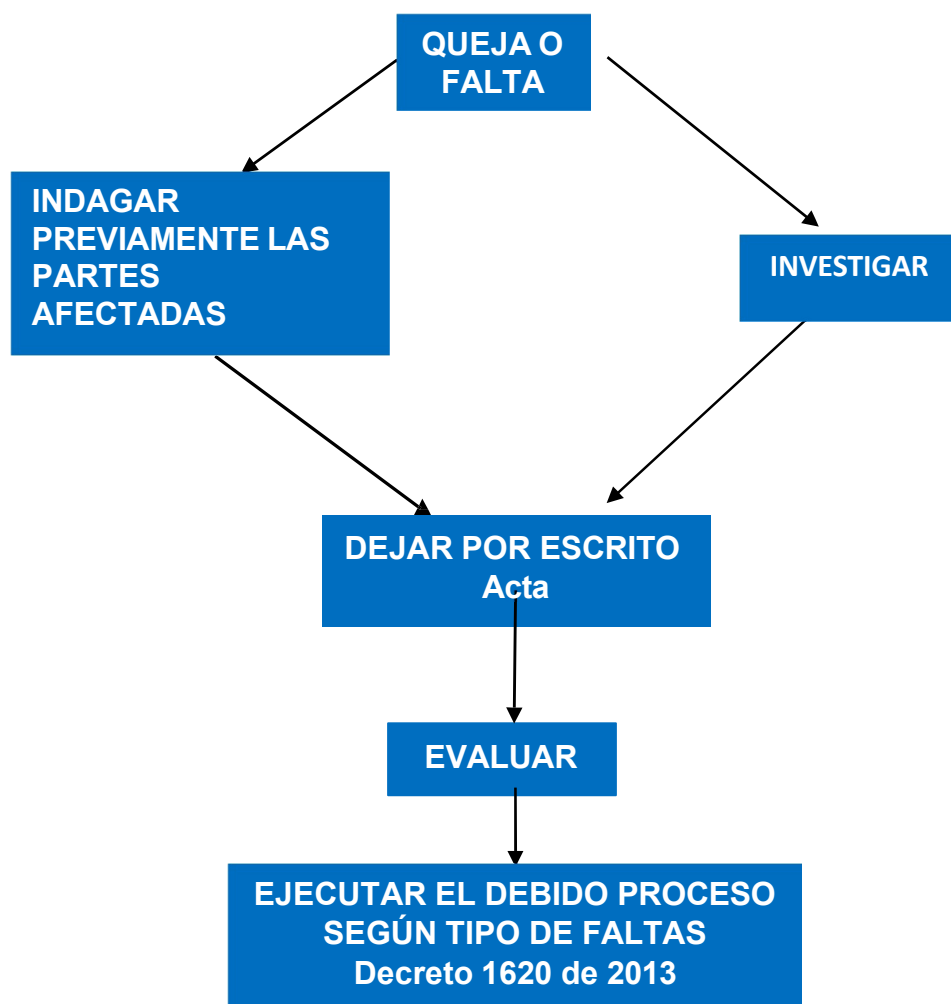 QUEJA O
FALTA
INDAGAR
PREVIAMENTE LAS
PARTES
AFECTADAS
INVESTIGAR
DEJAR POR ESCRITO
Acta
EVALUAR
EJECUTAR EL DEBIDO PROCESO
SEGÚN TIPO DE FALTAS
Decreto 1620 de 2013